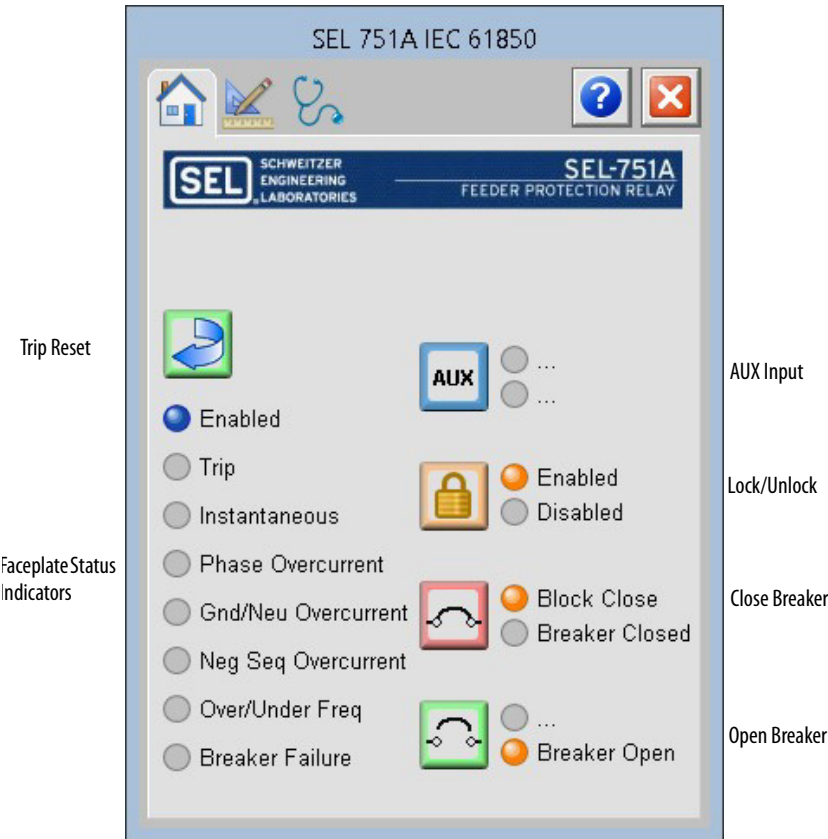 SEL 751A IEC 61850
?
SEL
SCHWEITZER
ENGINEERING
LABORATORIES
SEL-751A
FEEDER PROTECTION RELAY
Trip Reset
Enabled
Trip
Instantaneous
Phase Overcurrent
Gnd/Neu Overcurrent
Neg Seq Overcurrent
Over/Under Freq
Breaker Failure
Faceplate Status
Indicators
AUX
...
...
AUX Input
Enabled
Disabled
Lock/Unlock
Block Close
Breaker Closed
Close Breaker
...
Breaker Open
Open Breaker